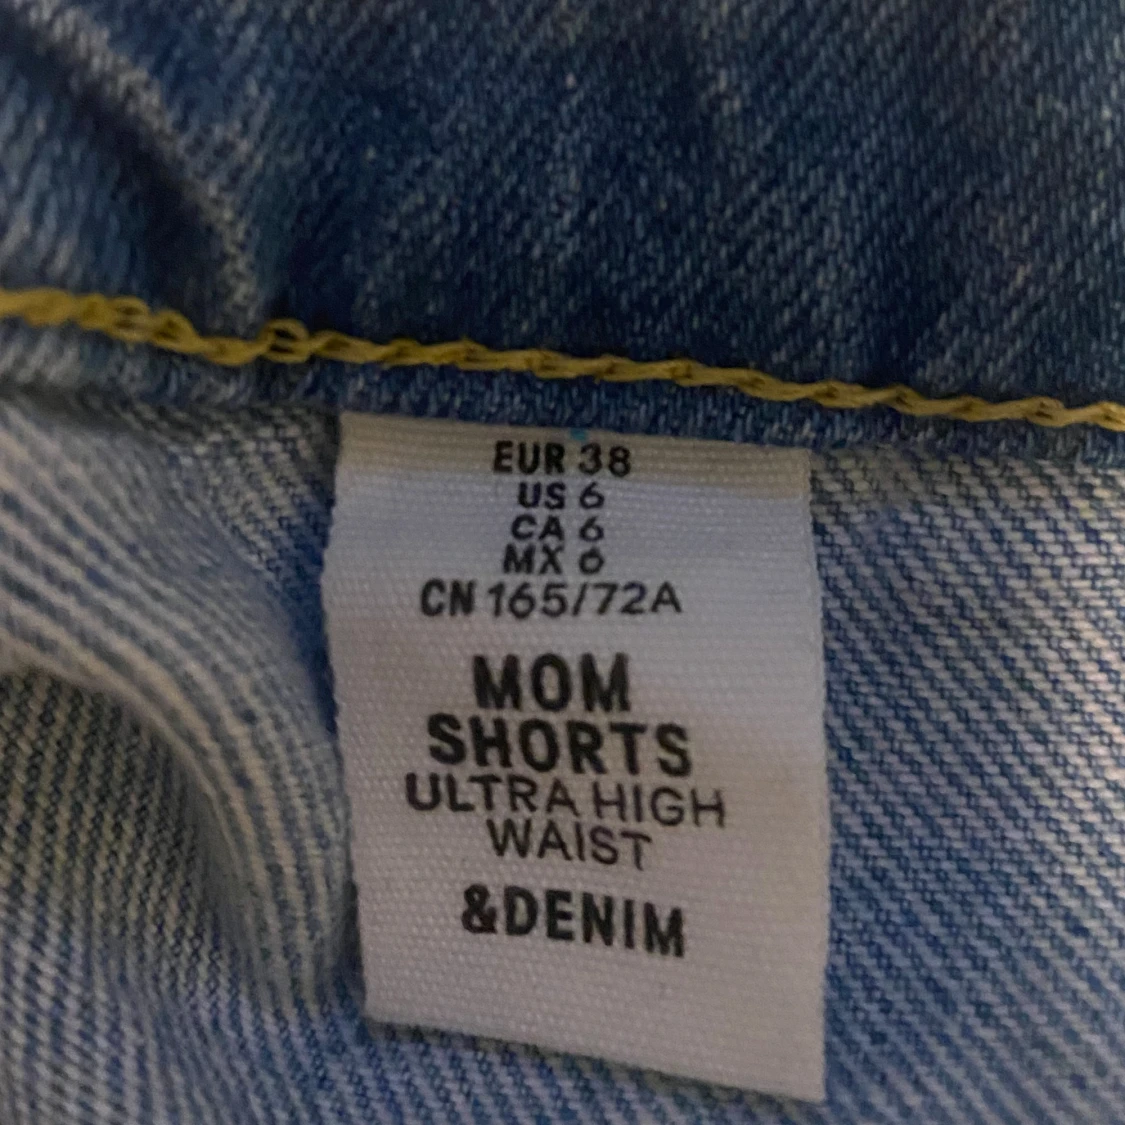 EUR 38
US 6
CA 6
MX 6
CN 165/72A
MOM
SHORTS
ULTRA HIGH
WAIST
&DENIM